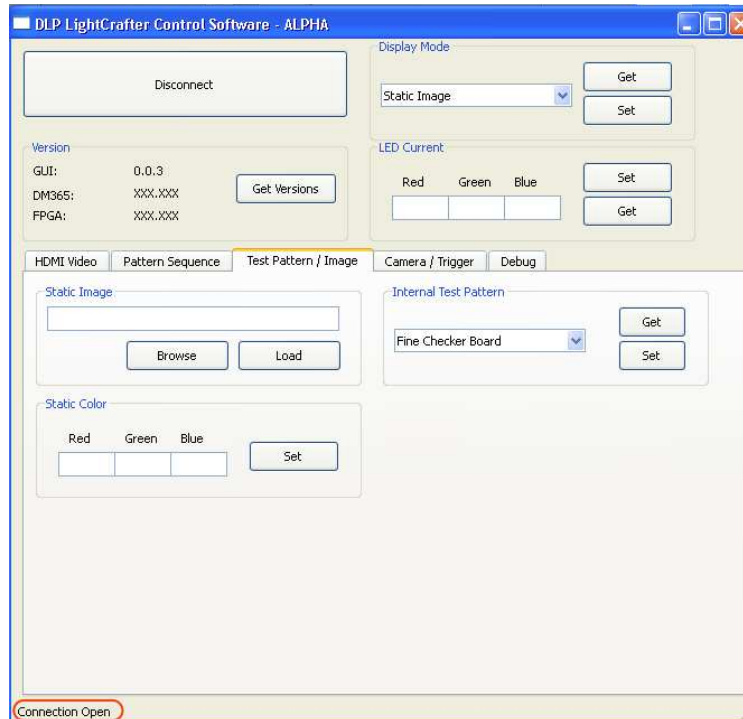 DLP LightCrafter Control Software - ALPHA
Disconnect
Display Mode
Static Image
Get
Set
Version
GUI: 0.0.3
DM365: XXX.XXX
FPGA: XXX.XXX
Get Versions
LED Current
Red Green Blue
Set
Get
HDMI Video Pattern Sequence Test Pattern / Image Camera / Trigger Debug
Static Image
Browse Load
Internal Test Pattern
Fine Checker Board
Get
Set
Static Color
Red Green Blue
Set
Connection Open